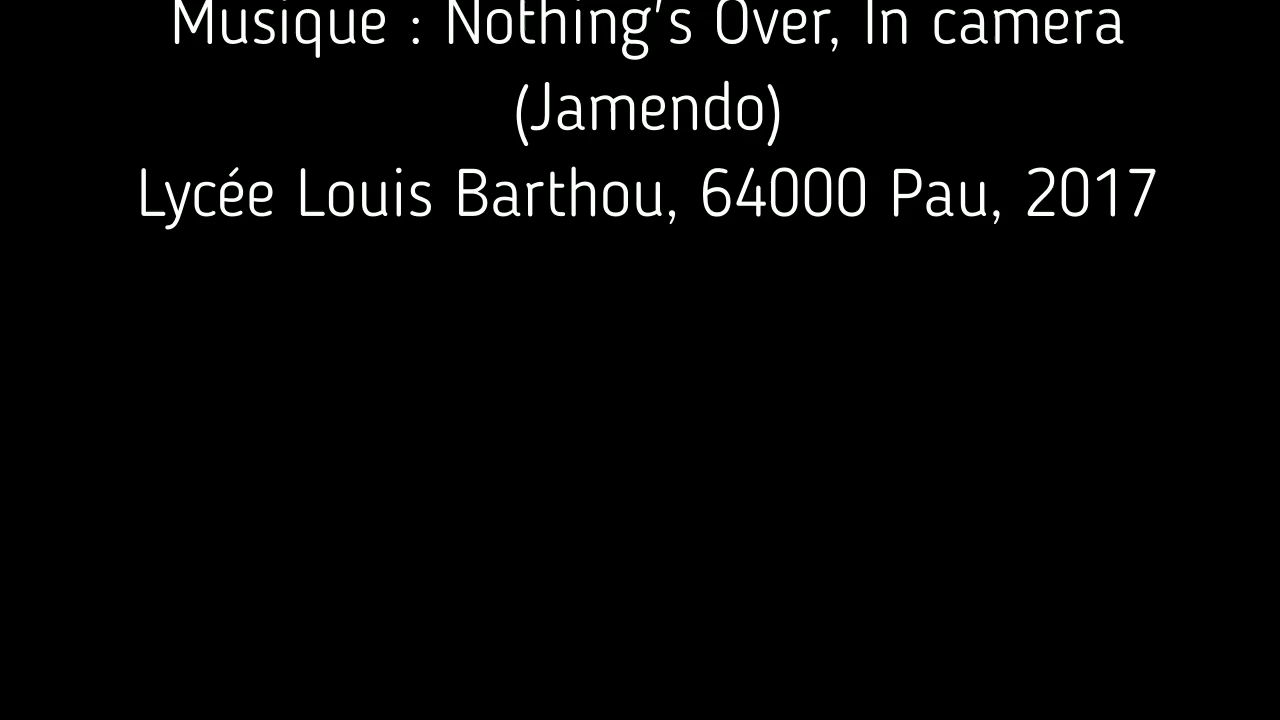 Musique : Nothing's Over, In camera
(Jamendo)
Lycée Louis Barthou, 64000 Pau, 2017